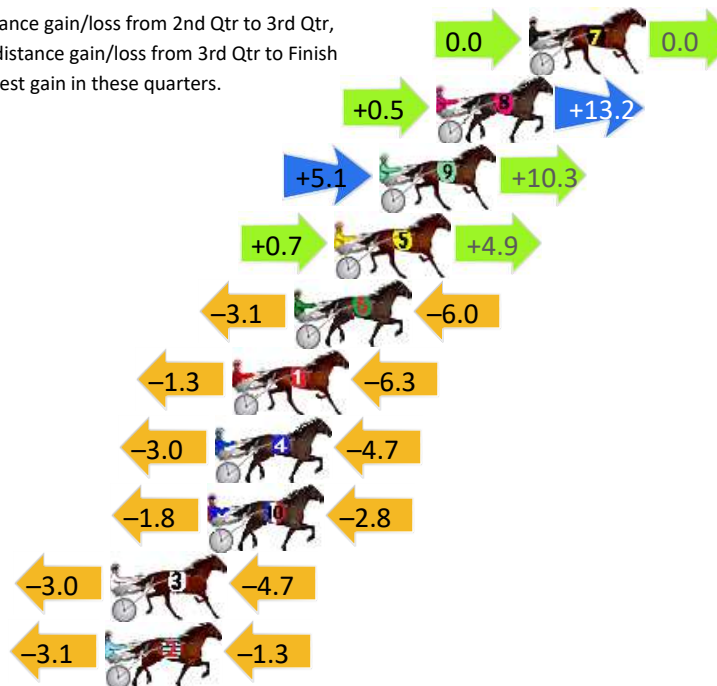 ance gain/loss from 2nd Qtr to 3rd Qtr,
distance gain/loss from 3rd Qtr to Finish
est gain in these quarters.
0.0 7 0.0
+0.5 8 +13.2
+5.1 9 +10.3
+0.7 5 +4.9
–3.1 6 –6.0
–1.3 1 –6.3
–3.0 4 –4.7
–1.8 10 –2.8
–3.0 3 –4.7
–3.1 2 –1.3